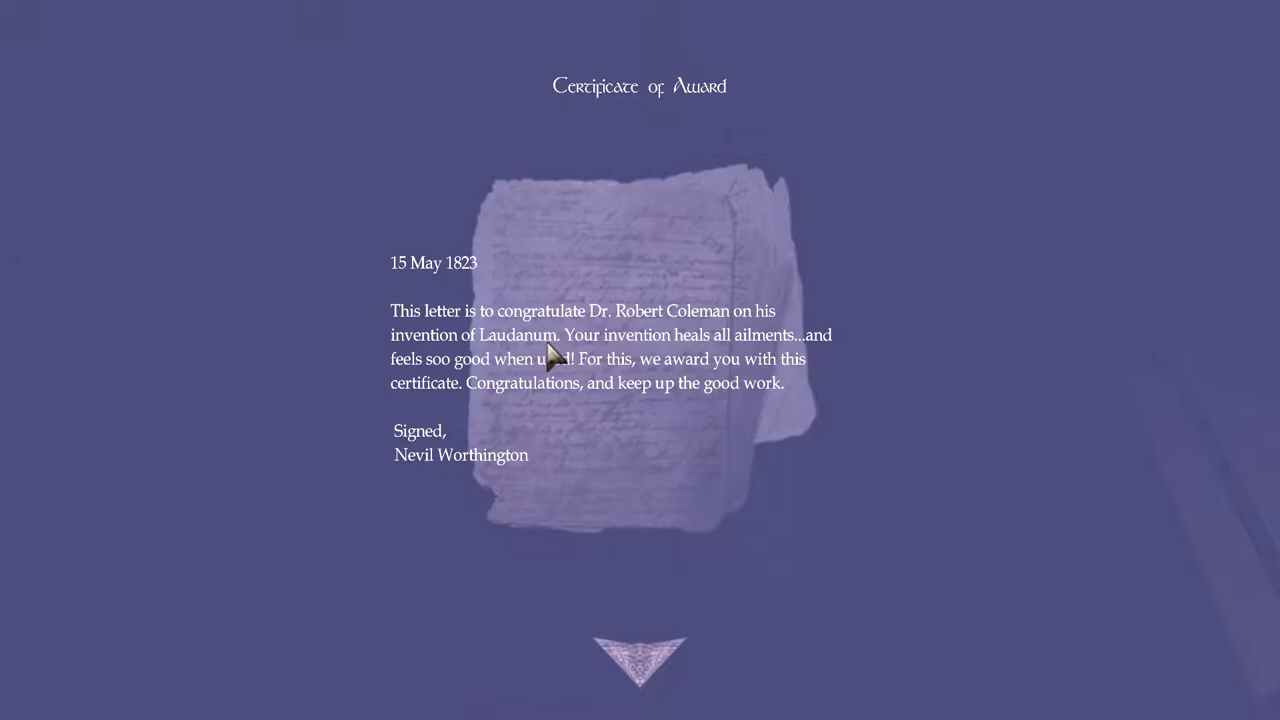 Certificate of Award
15 May 1823
This letter is to congratulate Dr. Robert Coleman on his
invention of Laudanum. Your invention heals all ailments...and
feels soo good when! For this, we award you with this
certificate. Congratulations, and keep up the good work.
Signed,
Nevil Worthington